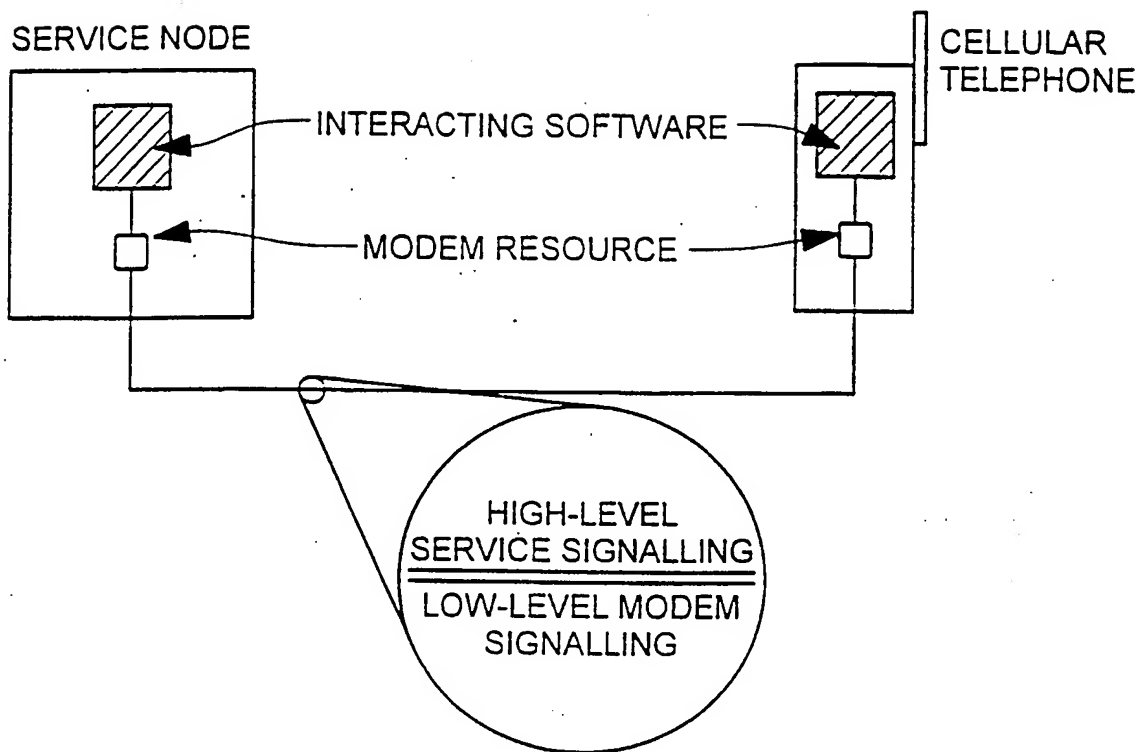 SERVICE NODE
CELLULAR
TELEPHONE
INTERACTING SOFTWARE
MODEM RESOURCE
HIGH-LEVEL
SERVICE SIGNALLING
LOW-LEVEL MODEM
SIGNALLING